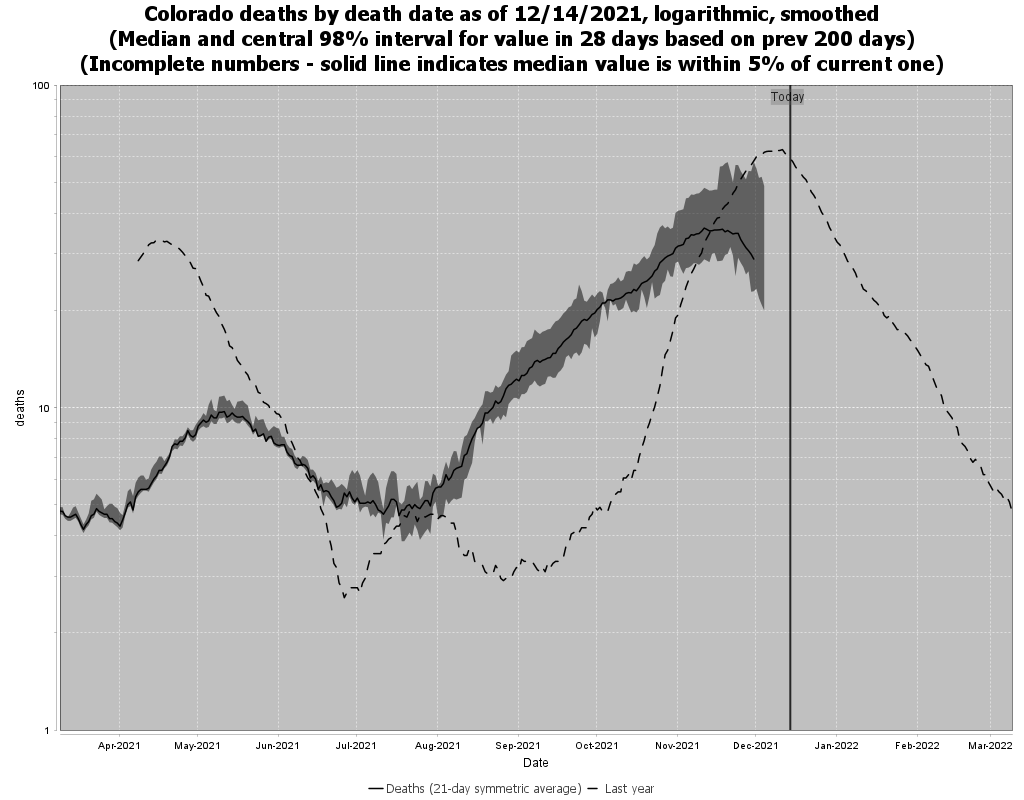 Colorado deaths by death date as of 12/14/2021, logarithmic, smoothed
(Median and central 98% interval for value in 28 days based on prev 200 days)
(Incomplete numbers - solid line indicates median value is within 5% of current one)
100
Today
10
deaths
1
Apr-2021 May-2021 Jun-2021 Jul-2021 Aug-2021 Sep-2021 Oct-2021 Nov-2021 Dec-2021 Jan-2022 Feb-2022 Mar-2022
Date
Deaths (21-day symmetric average) Last year